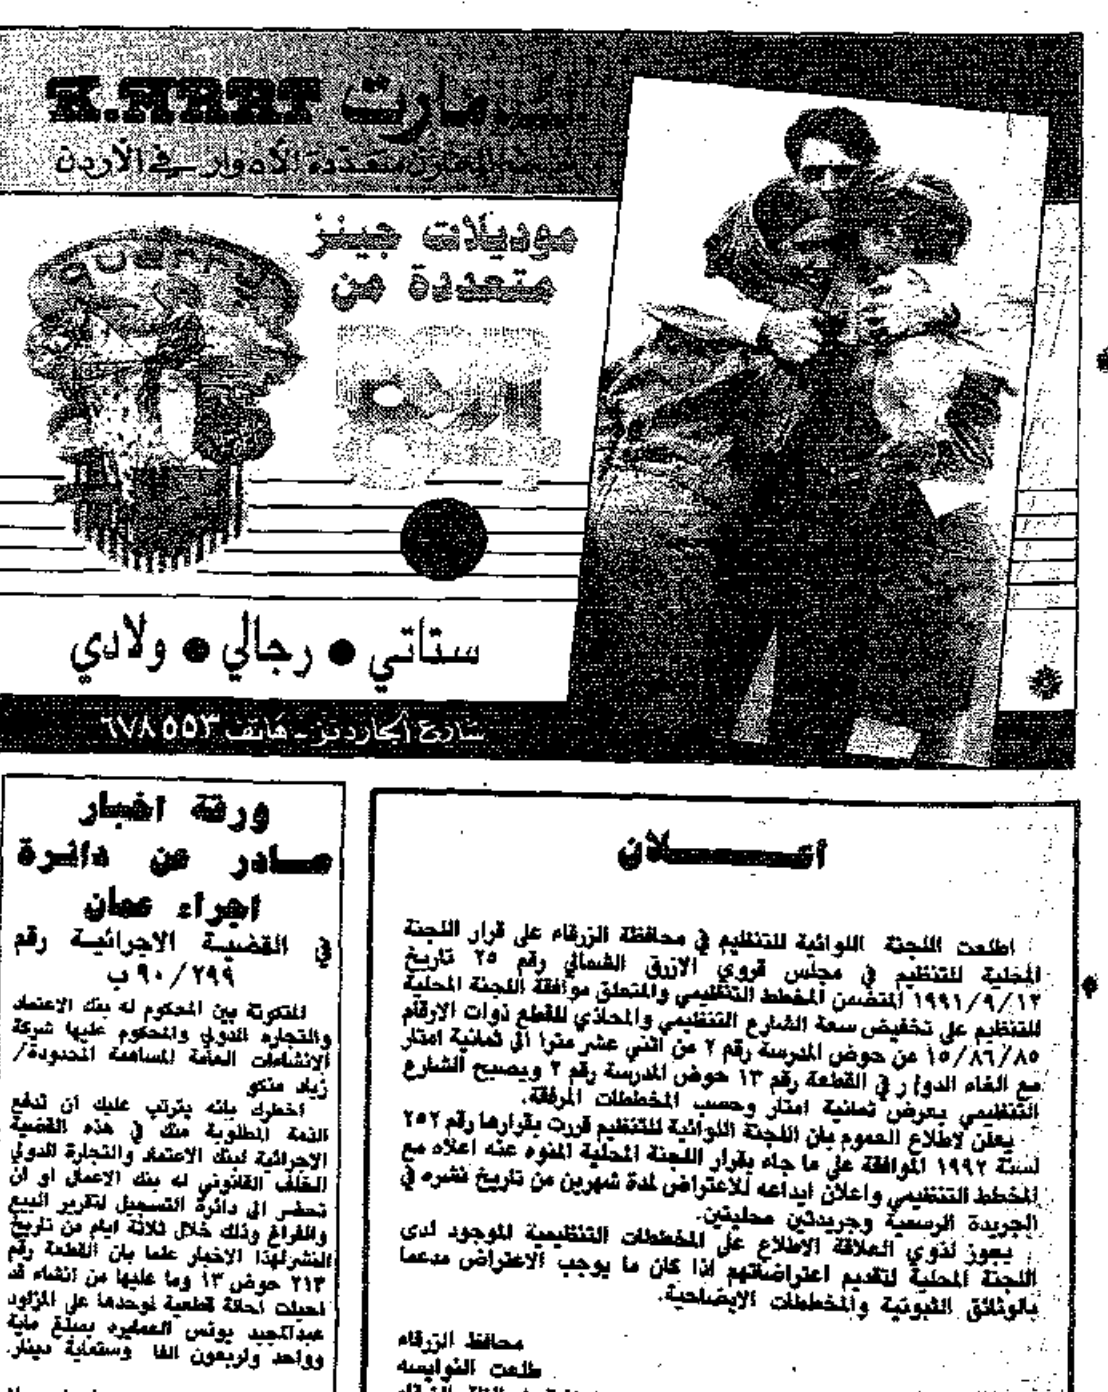 ك.مارت K.MART
متعددة الأدوار في الأردن
موديلات جينز
متعددة من
ستاتي ● رجالي ● ولادي
شارع الجاردنز - هاتف ٦٧٨٥٥٣
اعلان
اطلعت اللجنة اللوائية للتنظيم في محافظة الزرقاء على قرار اللجنة
المحلية للتنظيم في مجلس قروي الازرق الشمالي رقم ٢٥ تاريخ
١٩٩١/٩/١٢ المتضمن المخطط التنظيمي والمتعلق موافقة اللجنة المحلية
للتنظيم على تخفيض سعة الشارع التنظيمي والمحاذي للقطع ذوات الارقام
١٥/٨٦/٨٥ من حوض المدرسة رقم ٢ من اثني عشر مترا الى ثمانية امتار
مع الغاء الدوار في القطعة رقم ١٣ حوض المدرسة رقم ٢ ويصبح الشارع
التنظيمي بعرض ثمانية امتار وحسب المخططات المرفقة.
يعلن لاطلاع العموم بان اللجنة اللوائية للتنظيم قررت بقرارها رقم ٢٥٢
لسنة ١٩٩٢ الموافقة على ما جاء بقرار اللجنة المحلية المنوه عنه اعلاه مع
المخطط التنظيمي واعلان ايداعه للاعتراض لمدة شهرين من تاريخ نشره في
الجريدة الرسمية وجريدتين محليتين.
يجوز لذوي العلاقة الاطلاع على المخططات التنظيمية الموجود لدى
اللجنة المحلية لتقديم اعتراضاتهم اذا كان ما يوجب الاعتراض مدعما
بالوثائق الثبوتية والمخططات الايضاحية.
محافظ الزرقاء
طلعت النوايسه
ورقة اخبار
صادر عن دائرة
اجراء عمان
في القضية الاجرائية رقم
٩٠/٢٩٩ ب
المتكونة بين المحكوم له بنك الاعتماد
والتجاره الدولي والمحكوم عليها شركة
الانشاءات العامة المساهمة المحدودة/
زياد منكو
اخطرك بانه يترتب عليك ان تدفع
الذمة المطلوبة منك في هذه القضية
الاجرائية لبنك الاعتماد والتجارة الدولي
الخلف القانوني له بنك الاعمال او ان
تحضر الى دائرة التسجيل لتقرير البيع
والفراغ وذلك خلال ثلاثة ايام من تاريخ
النشر لهذا الاخبار علما بان القطعة رقم
٢١٣ حوض ١٣ وما عليها من انشاء قد
احيلت احالة قطعية لوحدها على المزاود
عبدالمجيد يونس العمايره بمبلغ ماية
وواحد واربعون الفا وستماية دينار.